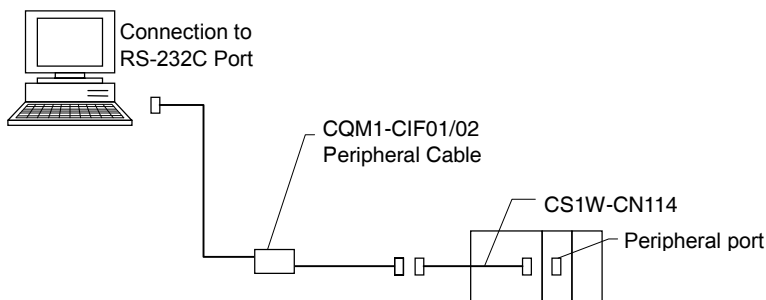 Connection to
RS-232C Port
CQM1-CIF01/02
Peripheral Cable
CS1W-CN114
Peripheral port